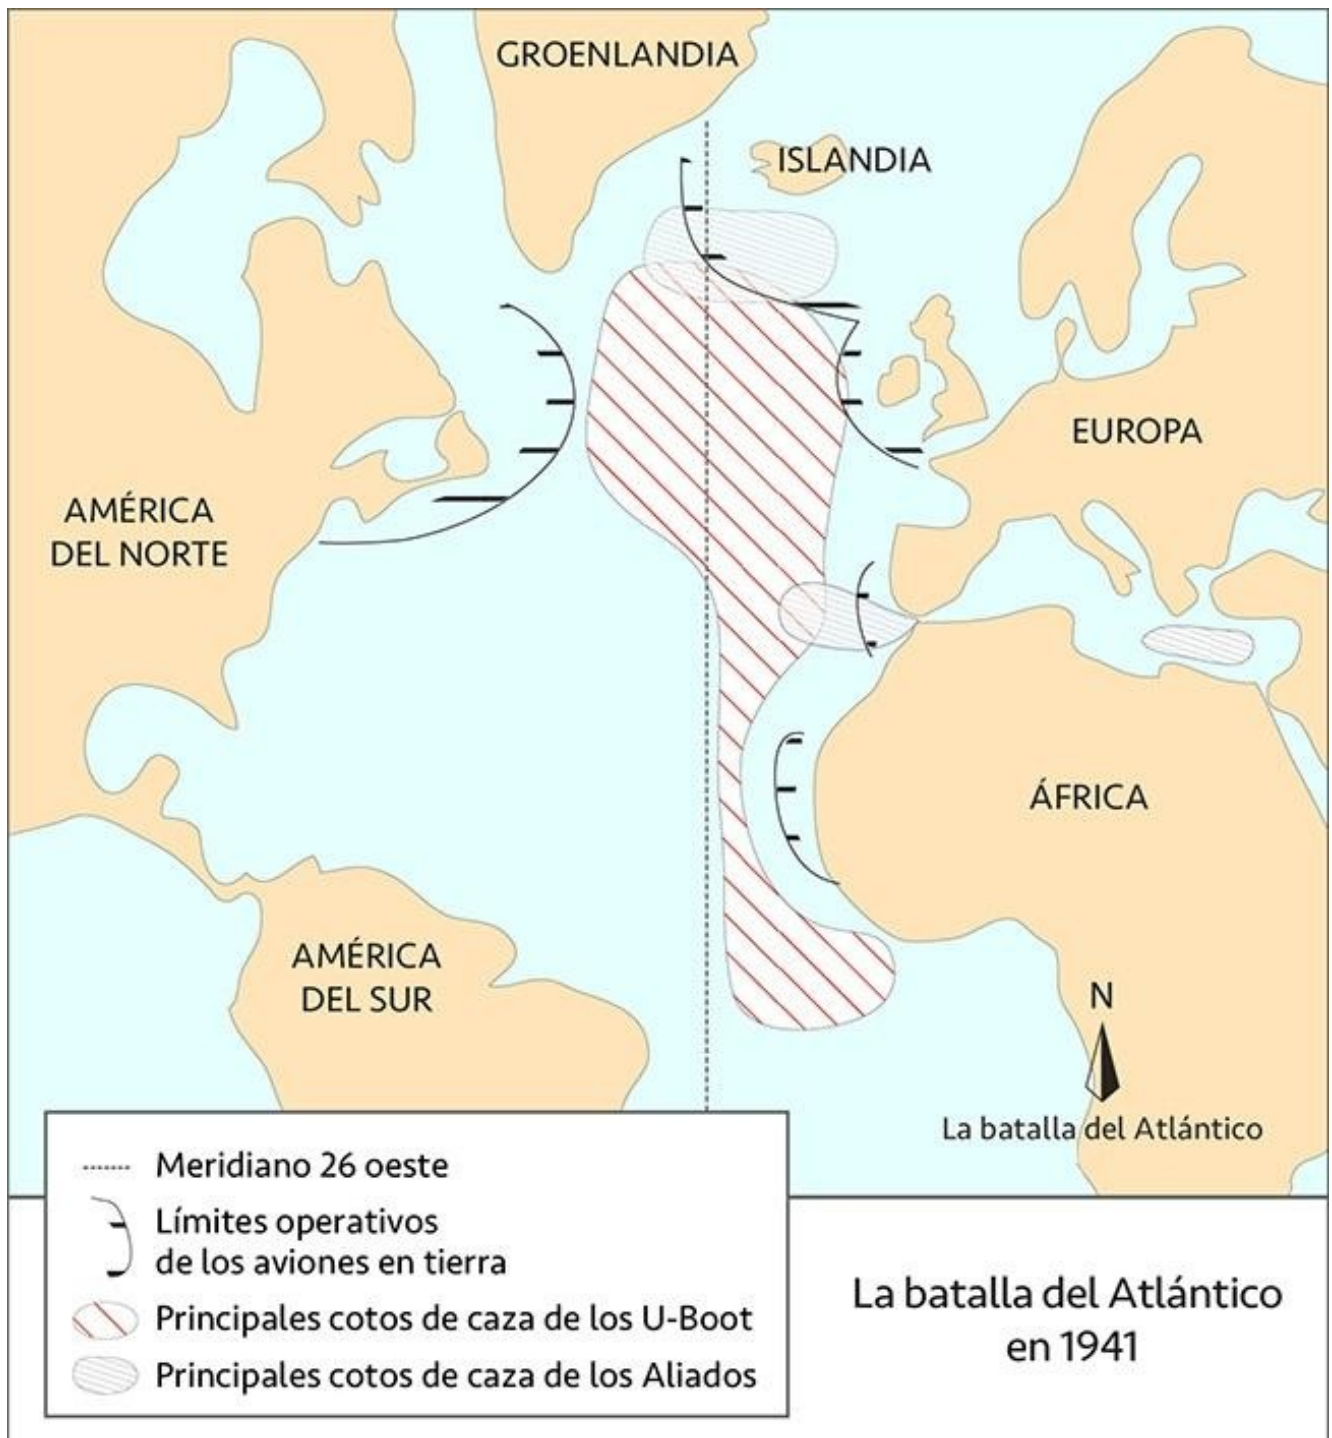 GROENLANDIA
ISLANDIA
EUROPA
AMÉRICA
DEL NORTE
ÁFRICA
AMÉRICA
DEL SUR
N
La batalla del Atlántico
Meridiano 26 oeste
Límites operativos
de los aviones en tierra
Principales cotos de caza de los U-Boot
Principales cotos de caza de los Aliados
La batalla del Atlántico
en 1941